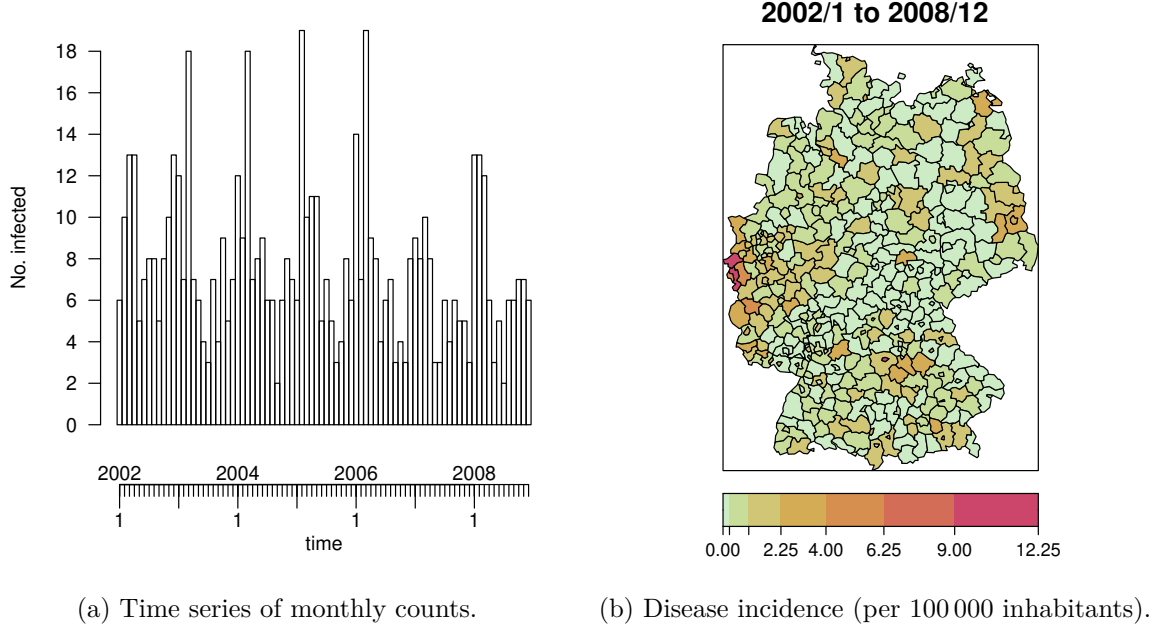 2002/1 to 2008/12
No. infected
18
16
14
12
10
8
6
4
2
0
2002 2004 2006 2008
1 1 1 1
time
0.00 2.25 4.00 6.25 9.00 12.25
(a) Time series of monthly counts.
(b) Disease incidence (per 100 000 inhabitants).